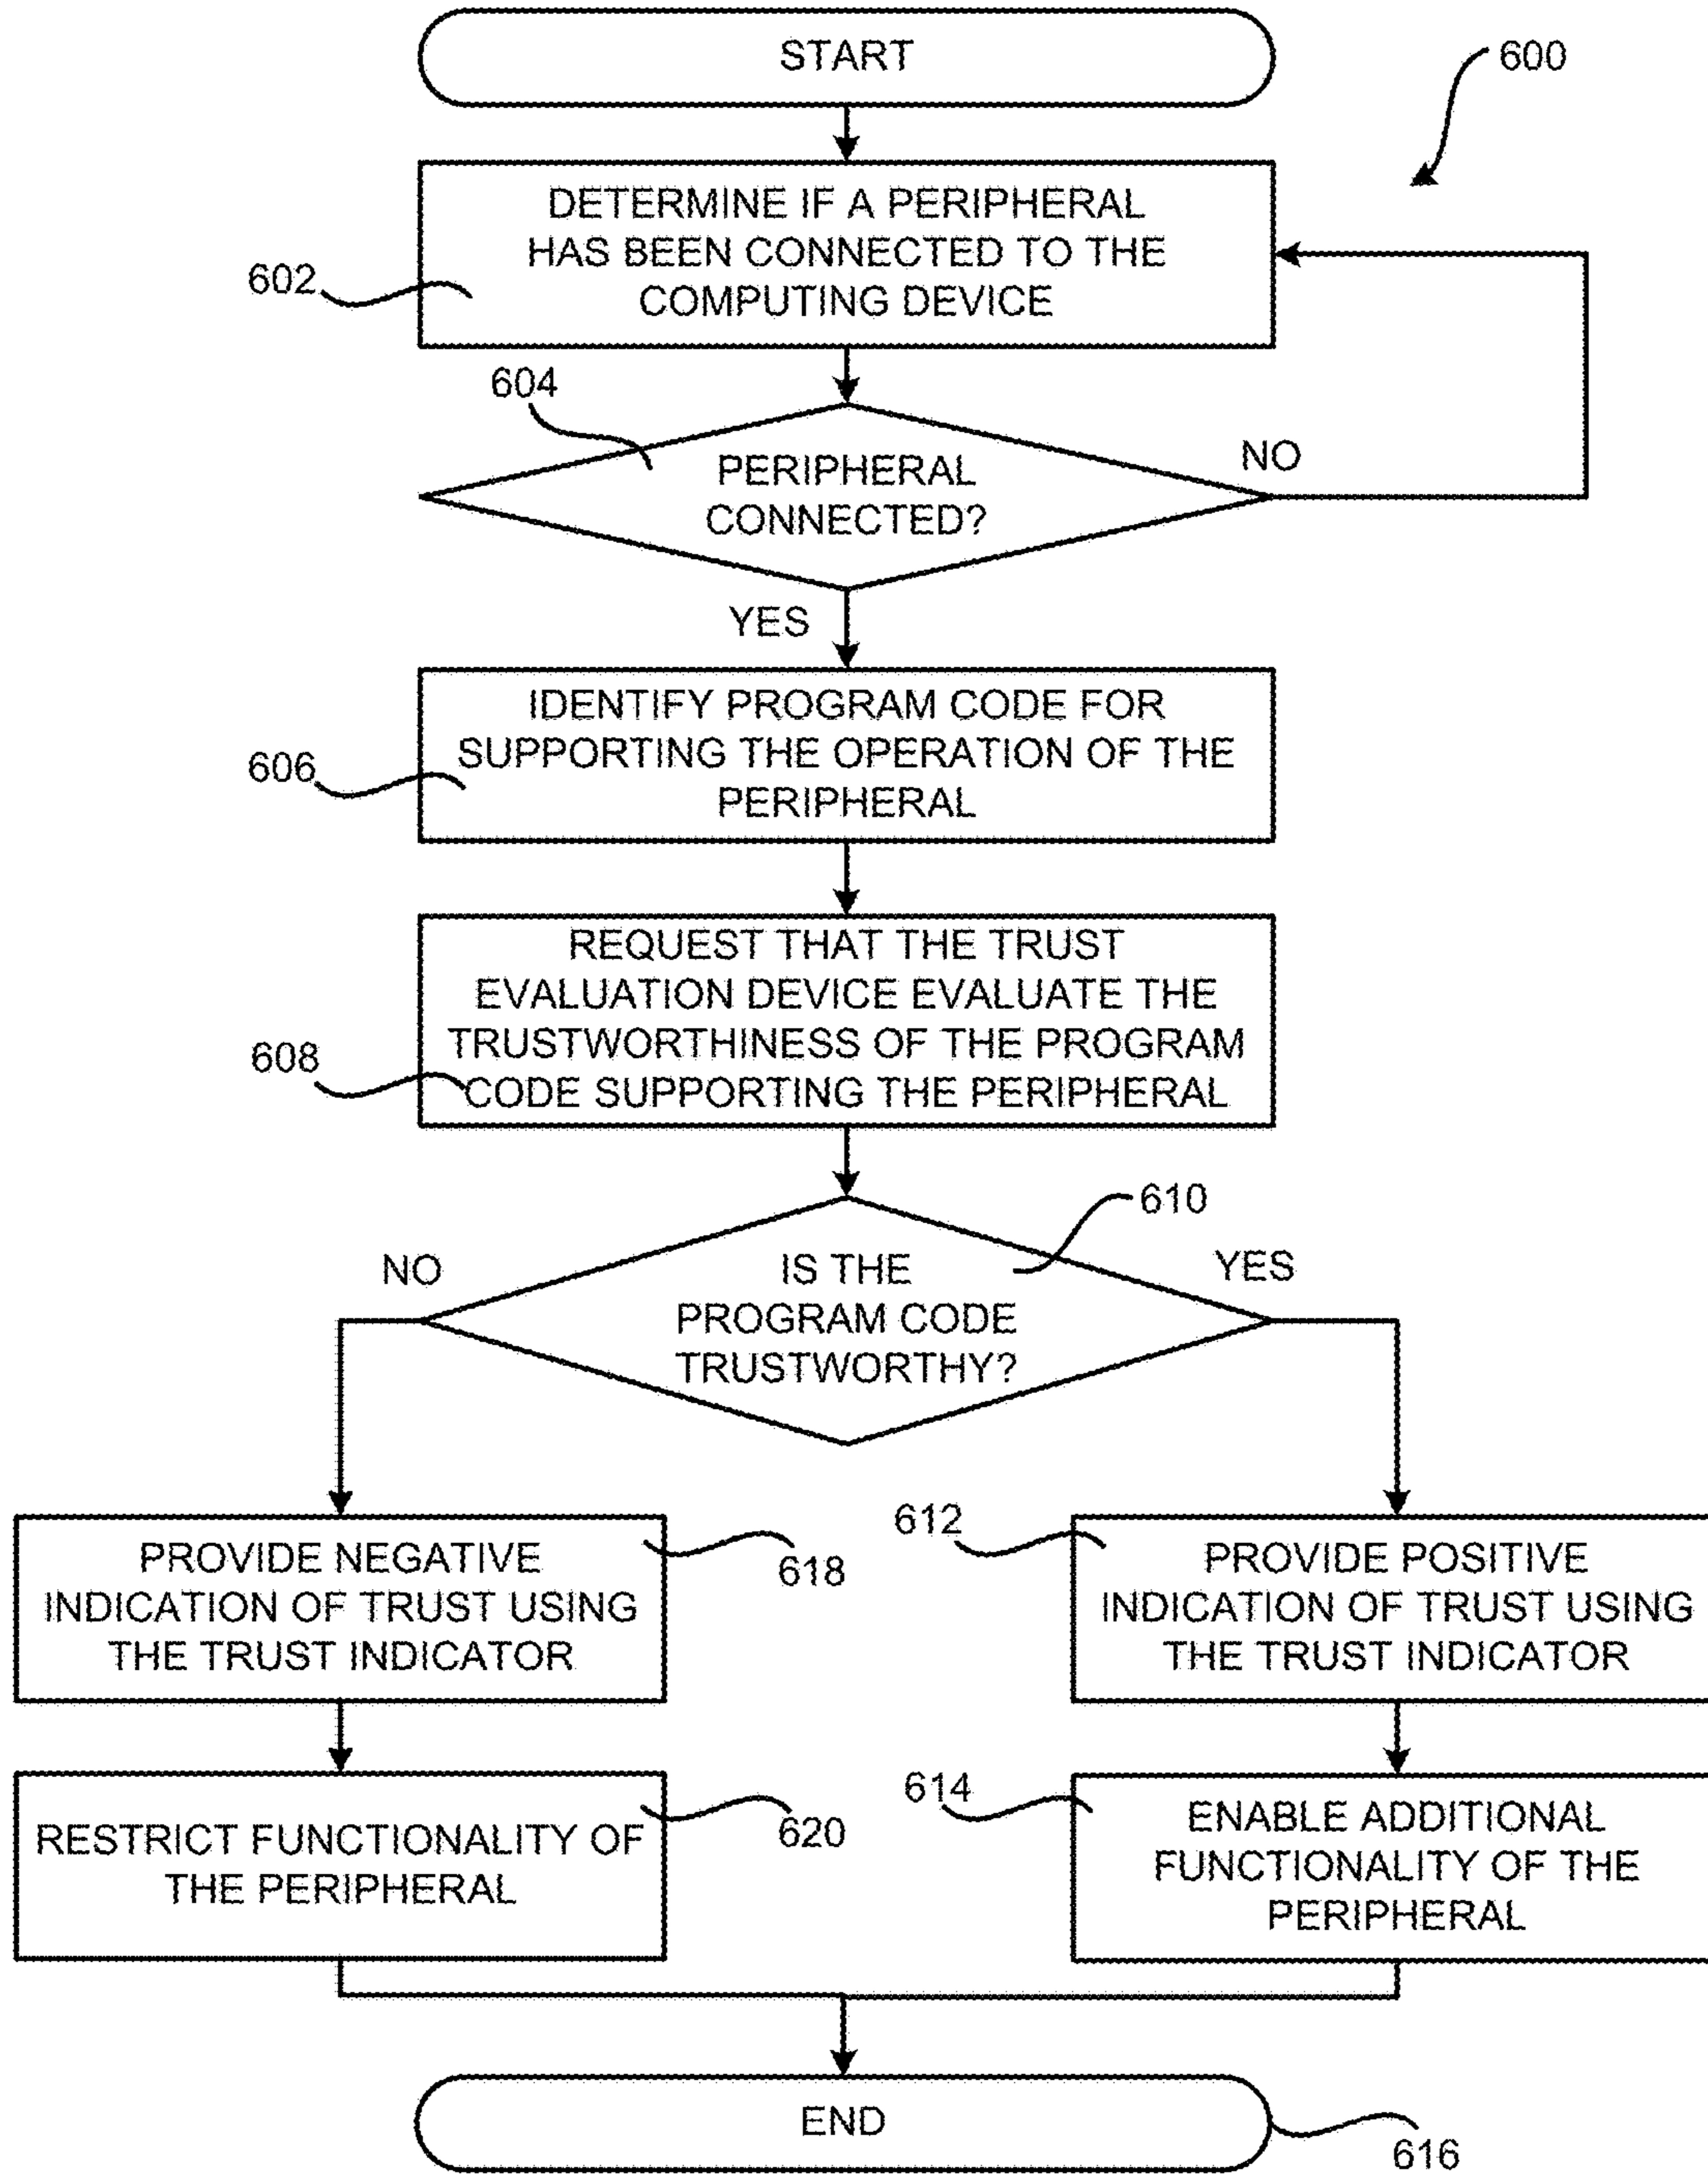 START
600
DETERMINE IF A PERIPHERAL
HAS BEEN CONNECTED TO THE
COMPUTING DEVICE
602
604
PERIPHERAL
CONNECTED?
NO
YES
IDENTIFY PROGRAM CODE FOR
SUPPORTING THE OPERATION OF THE
PERIPHERAL
606
REQUEST THAT THE TRUST
EVALUATION DEVICE EVALUATE THE
TRUSTWORTHINESS OF THE PROGRAM
CODE SUPPORTING THE PERIPHERAL
608
610
NO
IS THE
PROGRAM CODE
TRUSTWORTHY?
YES
PROVIDE NEGATIVE
INDICATION OF TRUST USING
THE TRUST INDICATOR
618
612
PROVIDE POSITIVE
INDICATION OF TRUST USING
THE TRUST INDICATOR
RESTRICT FUNCTIONALITY OF
THE PERIPHERAL
620
614
ENABLE ADDITIONAL
FUNCTIONALITY OF THE
PERIPHERAL
END
616